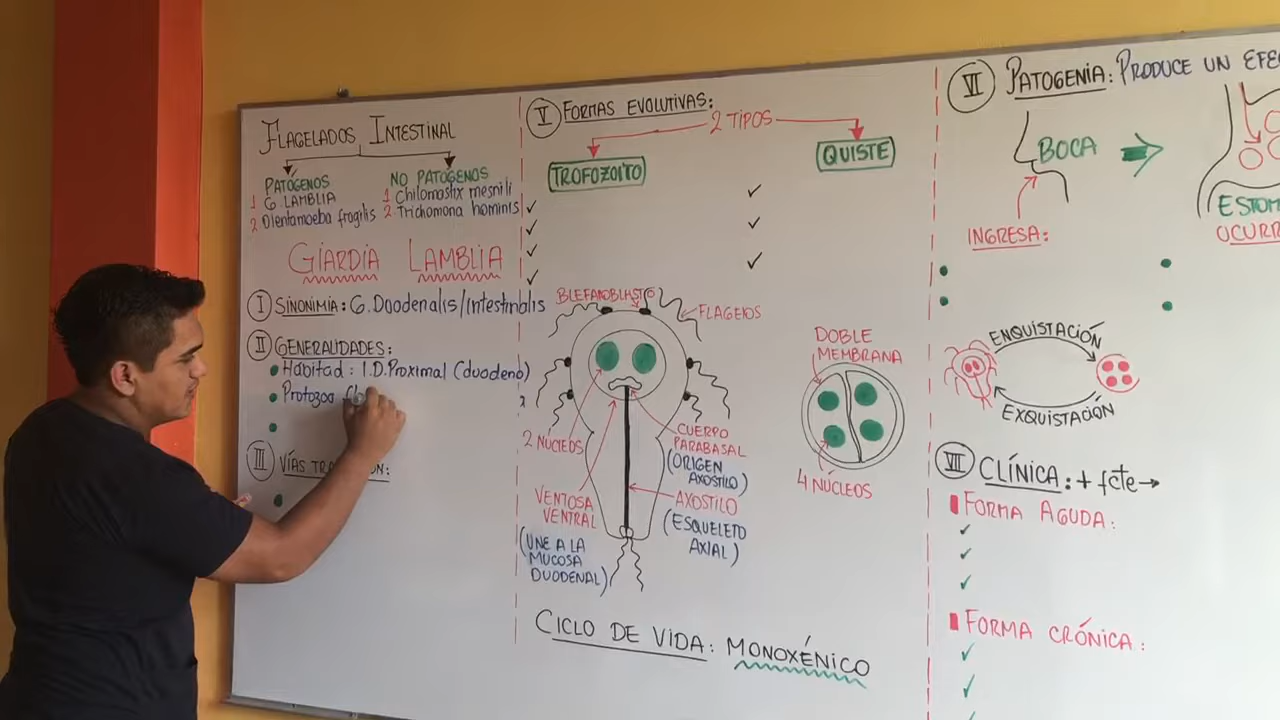 FLAGELADOS INTESTINAL
PATÓGENOS
1 G. LAMBLIA
2. Dientamoeba fragilis
NO PATÓGENOS
1 Chilomastix mesnili
2. Trichomona hominis
GIARDIA LAMBLIA
I SINONIMIA: G. Duodenalis/Intestinalis
II GENERALIDADES:
Habitad: I.D. Proximal (duodeno)
Protozoo
III VÍAS
V FORMAS EVOLUTIVAS:
2 TIPOS
TROFOZOITO
QUISTE
BLEFAROBLASTO
FLAGELOS
2 NÚCLEOS
CUERPO
PARABASAL
(ORIGEN
AXOSTILO)
VENTOSA
VENTRAL
(UNE A LA
MUCOSA
DUODENAL)
AXOSTILO
(ESQUELETO
AXIAL)
DOBLE
MEMBRANA
4 NÚCLEOS
CICLO DE VIDA: MONOXÉNICO
VI PATOGENIA: PRODUCE UN EFE
BOCA
INGRESA:
ESTOM
OCURR
ENQUISTACIÓN
EXQUISTACIÓN
VII CLÍNICA: + fcte →
FORMA AGUDA:
FORMA CRÓNICA: